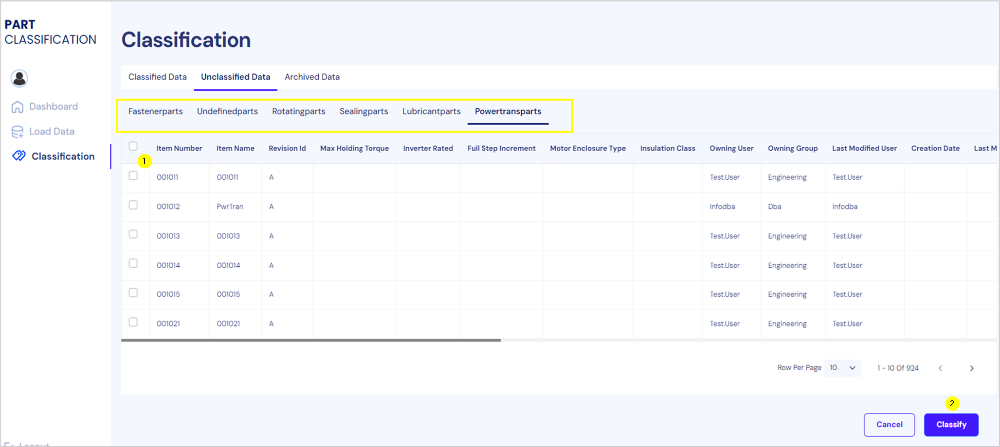 PART
CLASSIFICATION
Dashboard
Load Data
Classification
Logout
Classification
Classified Data Unclassified Data Archived Data
Fastenerparts Undefinedparts Rotatingparts Sealingparts Lubricantparts Powertransparts
Item Number Item Name Revision Id Max Holding Torque Inverter Rated Full Step Increment Motor Enclosure Type Insulation Class Owning User Owning Group Last Modified User Creation Date Last M
1
001011 001011 A Test.User Engineering Test.User
001012 PwrTran A Infodba Dba Infodba
001013 001013 A Test.User Engineering Test.User
001014 001014 A Test.User Engineering Test.User
001015 001015 A Test.User Engineering Test.User
001021 001021 A Test.User Engineering Test.User
Row Per Page 10 1 - 10 Of 924
2
Cancel Classify